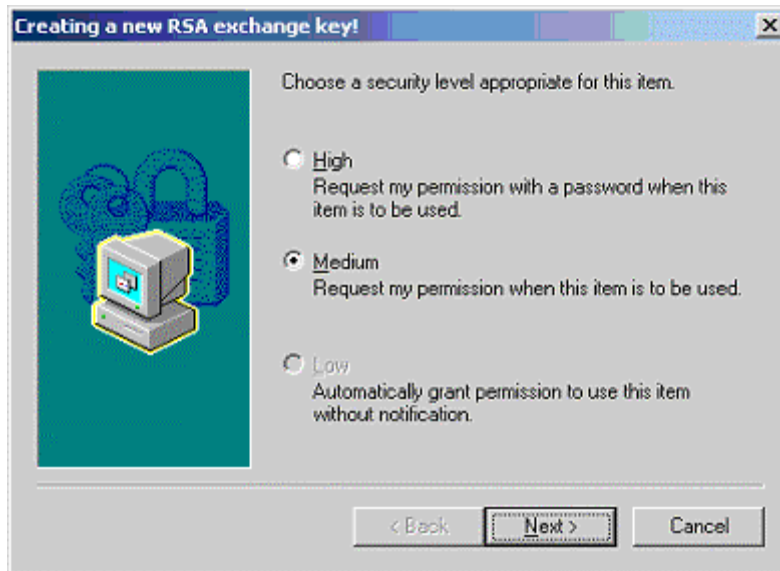 Creating a new RSA exchange key!
Choose a security level appropriate for this item.
High
Request my permission with a password when this
item is to be used.
Medium
Request my permission when this item is to be used.
Low
Automatically grant permission to use this item
without notification.
< Back
Next >
Cancel